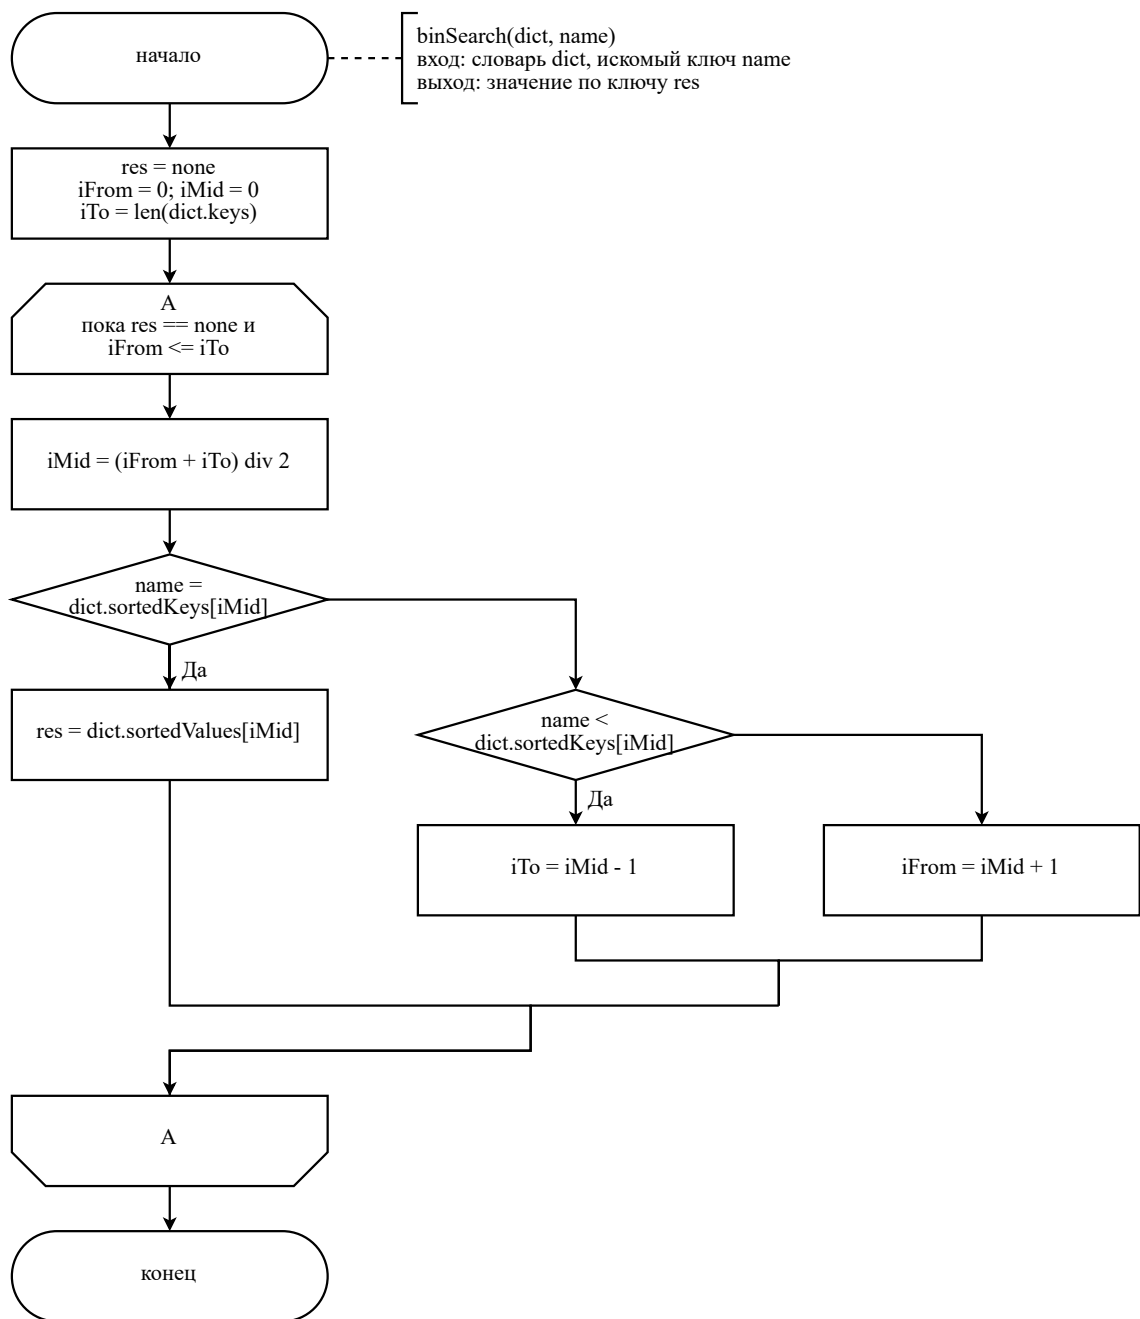 начало
binSearch(dict, name)
вход: словарь dict, искомый ключ name
выход: значение по ключу res
res = none
iFrom = 0; iMid = 0
iTo = len(dict.keys)
A
пока res == none и
iFrom <= iTo
iMid = (iFrom + iTo) div 2
name =
dict.sortedKeys[iMid]
Да
res = dict.sortedValues[iMid]
name <
dict.sortedKeys[iMid]
Да
iTo = iMid - 1
iFrom = iMid + 1
A
конец